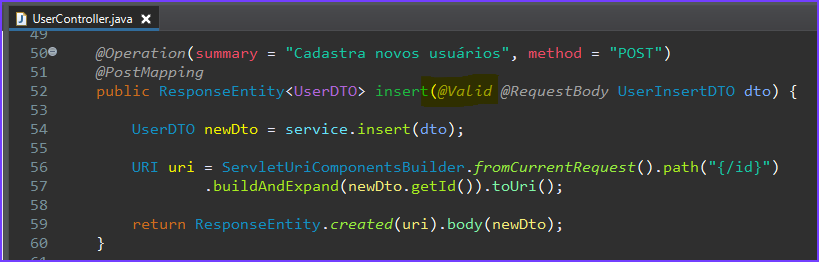 UserController.java
49
50 @Operation(summary = "Cadastra novos usuários", method = "POST")
51 @PostMapping
52 public ResponseEntity<UserDTO> insert(@Valid @RequestBody UserInsertDTO dto) {
53
54 UserDTO newDto = service.insert(dto);
55
56 URI uri = ServletUriComponentsBuilder.fromCurrentRequest().path("{/id}")
57 .buildAndExpand(newDto.getId()).toUri();
58
59 return ResponseEntity.created(uri).body(newDto);
60 }